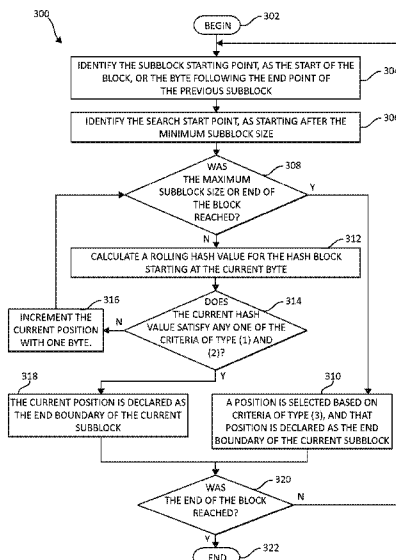 300
BEGIN
302
IDENTIFY THE SUBBLOCK STARTING POINT, AS THE START OF THE
BLOCK, OR THE BYTE FOLLOWING THE END POINT OF
THE PREVIOUS SUBBLOCK
304
IDENTIFY THE SEARCH START POINT, AS STARTING AFTER THE
MINIMUM SUBBLOCK SIZE
306
WAS
THE MAXIMUM
SUBBLOCK SIZE OR END OF
THE BLOCK
REACHED?
308
Y
N
312
CALCULATE A ROLLING HASH VALUE FOR THE HASH BLOCK
STARTING AT THE CURRENT BYTE
316
INCREMENT THE
CURRENT POSITION
WITH ONE BYTE.
N
DOES
THE CURRENT HASH
VALUE SATISFY ANY ONE OF THE
CRITERIA OF TYPE (1) AND
(2)?
314
Y
318
THE CURRENT POSITION IS DECLARED AS
THE END BOUNDARY OF THE CURRENT
SUBBLOCK
310
A POSITION IS SELECTED BASED ON
CRITERIA OF TYPE (3), AND THAT
POSITION IS DECLARED AS THE END
BOUNDARY OF THE CURRENT SUBBLOCK
WAS
THE END OF THE BLOCK
REACHED?
320
N
Y
END
322